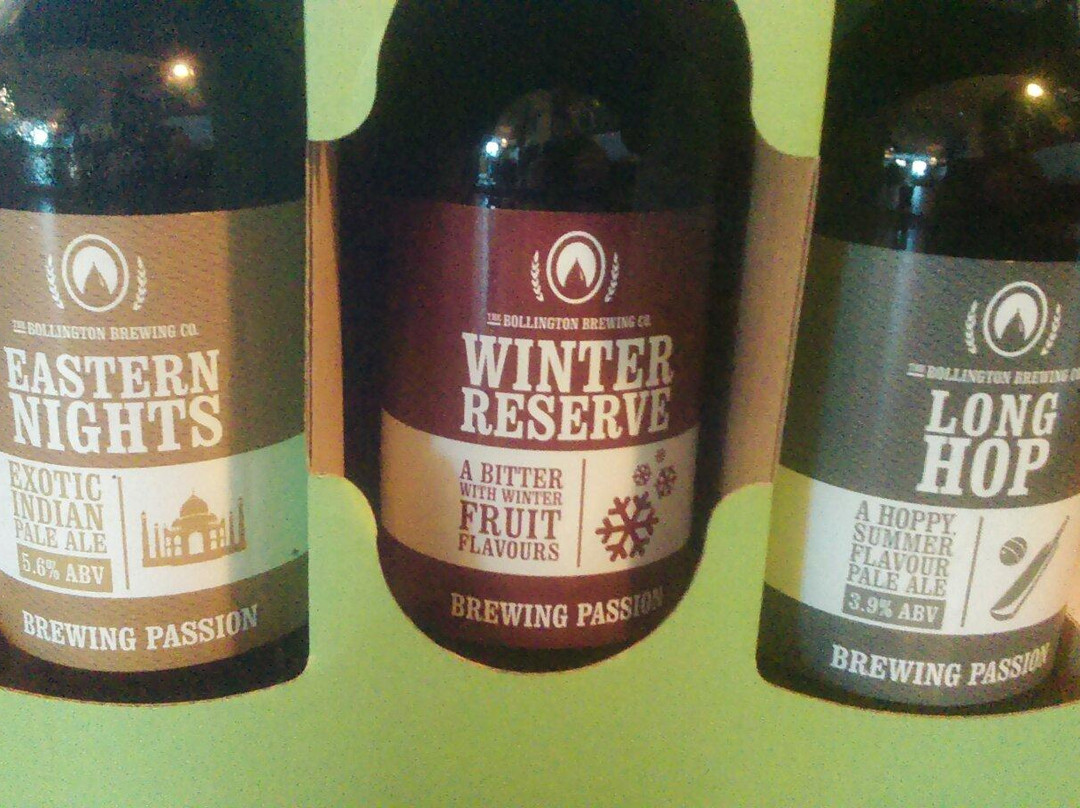 THE BOLLINGTON BREWING CO.
EASTERN
NIGHTS
EXOTIC
INDIAN
PALE ALE
5.6% ABV
BREWING PASSION
THE BOLLINGTON BREWING CO.
WINTER
RESERVE
A BITTER
WITH WINTER
FRUIT
FLAVOURS
BREWING PASSION
THE BOLLINGTON BREWING CO
LONG
HOP
A HOPPY,
SUMMER
FLAVOUR
PALE ALE
3.9% ABV
BREWING PASSION